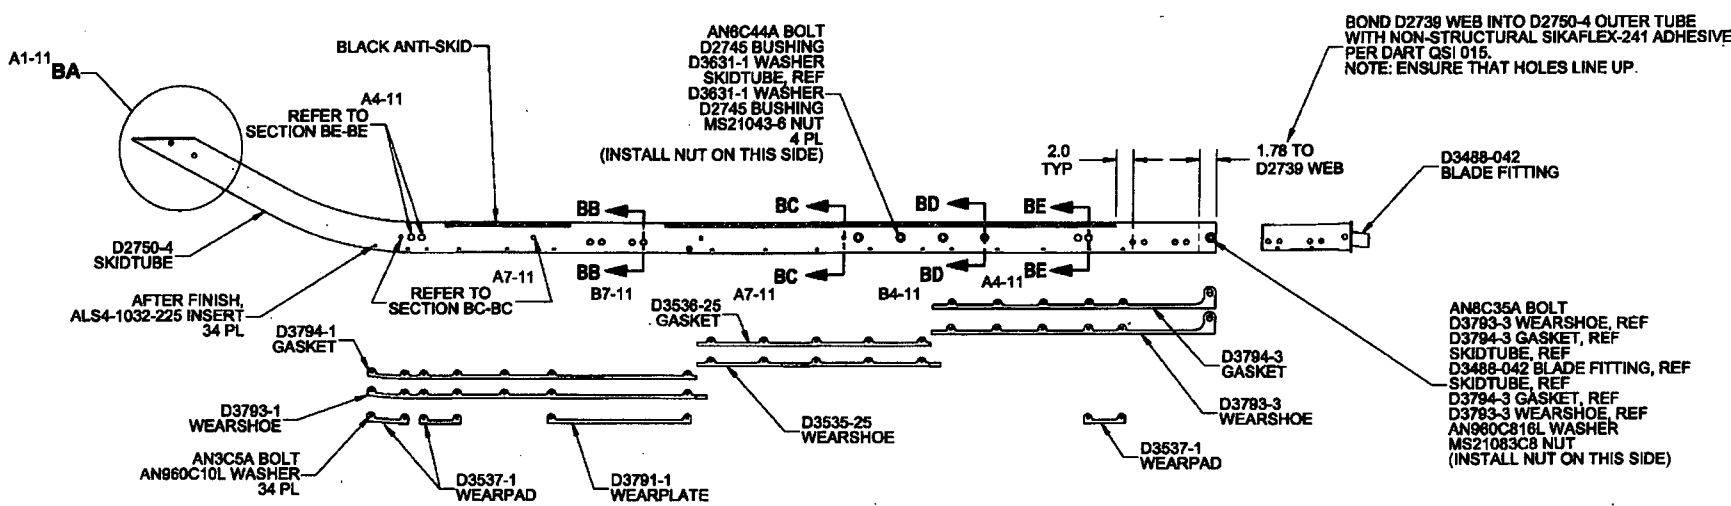 A1-11
BA
BLACK ANTI-SKID
A4-11
REFER TO
SECTION BE-BE
AN6C44A BOLT
D2745 BUSHING
D3631-1 WASHER
SKIDTUBE, REF
D3631-1 WASHER
D2745 BUSHING
MS21043-6 NUT
4 PL
(INSTALL NUT ON THIS SIDE)
BOND D2739 WEB INTO D2750-4 OUTER TUBE
WITH NON-STRUCTURAL SIKAFLEX-241 ADHESIVE
PER DART QSI 015.
NOTE: ENSURE THAT HOLES LINE UP.
2.0
TYP
1.78 TO
D2739 WEB
D3488-042
BLADE FITTING
BB
BC
BD
BE
D2750-4
SKIDTUBE
BB
BC
BD
BE
A7-11
REFER TO
SECTION BC-BC
B7-11
A7-11
B4-11
A4-11
AFTER FINISH,
ALS4-1032-225 INSERT
34 PL
D3794-1
GASKET
D3536-25
GASKET
D3794-3
GASKET
D3793-1
WEARSHOE
D3535-25
WEARSHOE
D3793-3
WEARSHOE
AN3C5A BOLT
AN960C10L WASHER
34 PL
D3537-1
WEARPAD
D3791-1
WEARPLATE
D3537-1
WEARPAD
AN8C35A BOLT
D3793-3 WEARSHOE, REF
D3794-3 GASKET, REF
SKIDTUBE, REF
D3488-042 BLADE FITTING, REF
SKIDTUBE, REF
D3794-3 GASKET, REF
D3793-3 WEARSHOE, REF
AN960C816L WASHER
MS21083C8 NUT
(INSTALL NUT ON THIS SIDE)